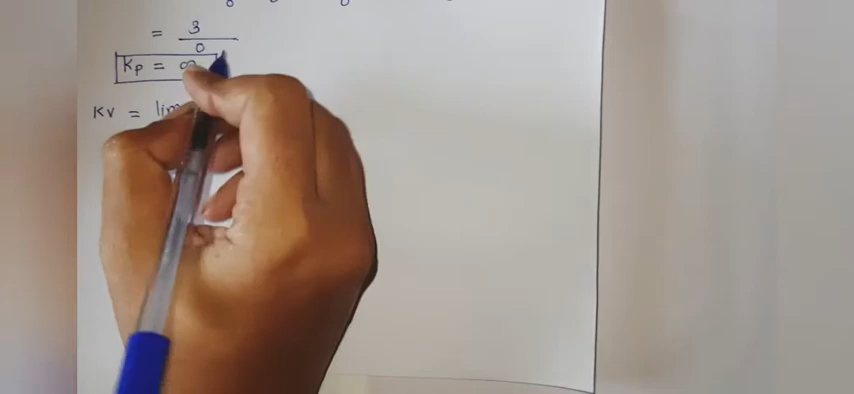 = 3/0
Kp = ∞
KV = lim